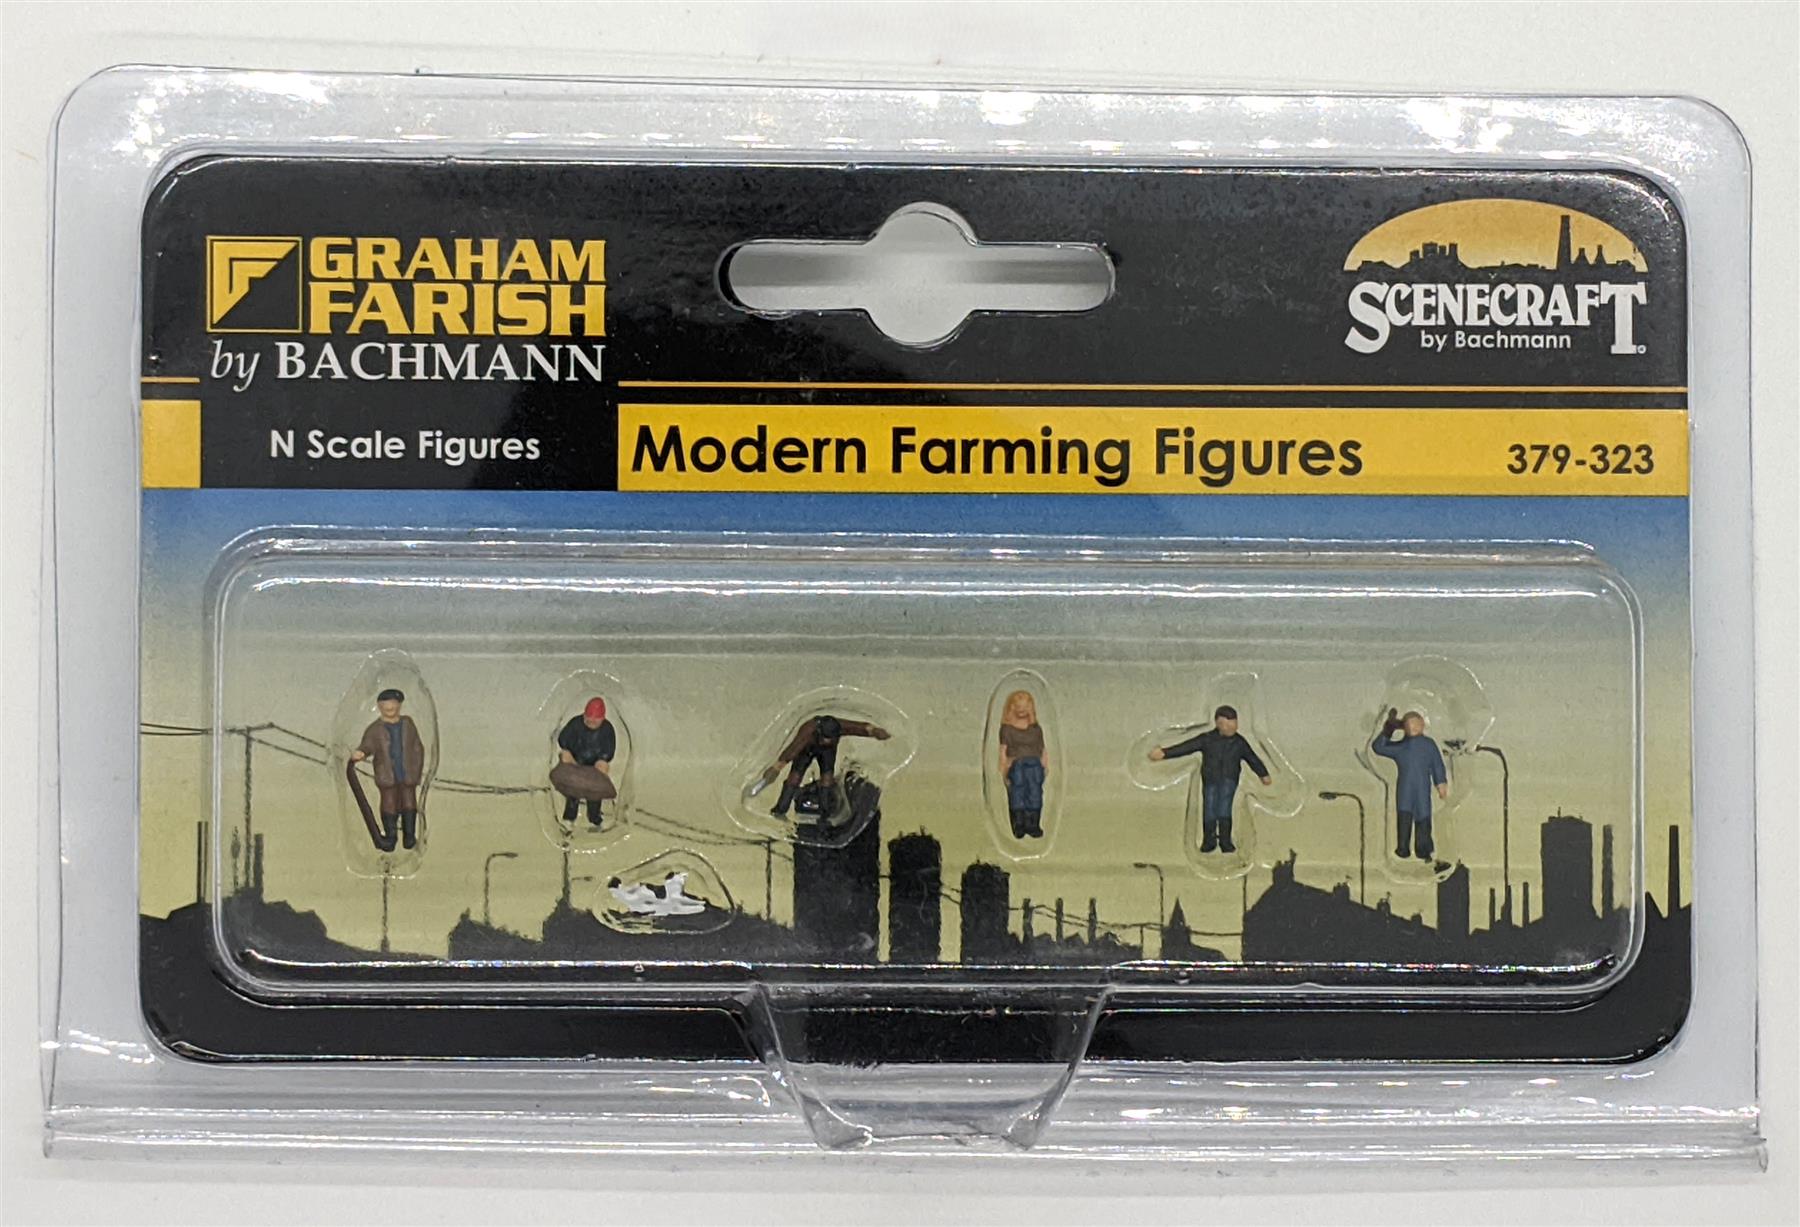 GRAHAM
FARISH
by BACHMANN
SCENECRAFT
by Bachmann
N Scale Figures
Modern Farming Figures
379-323